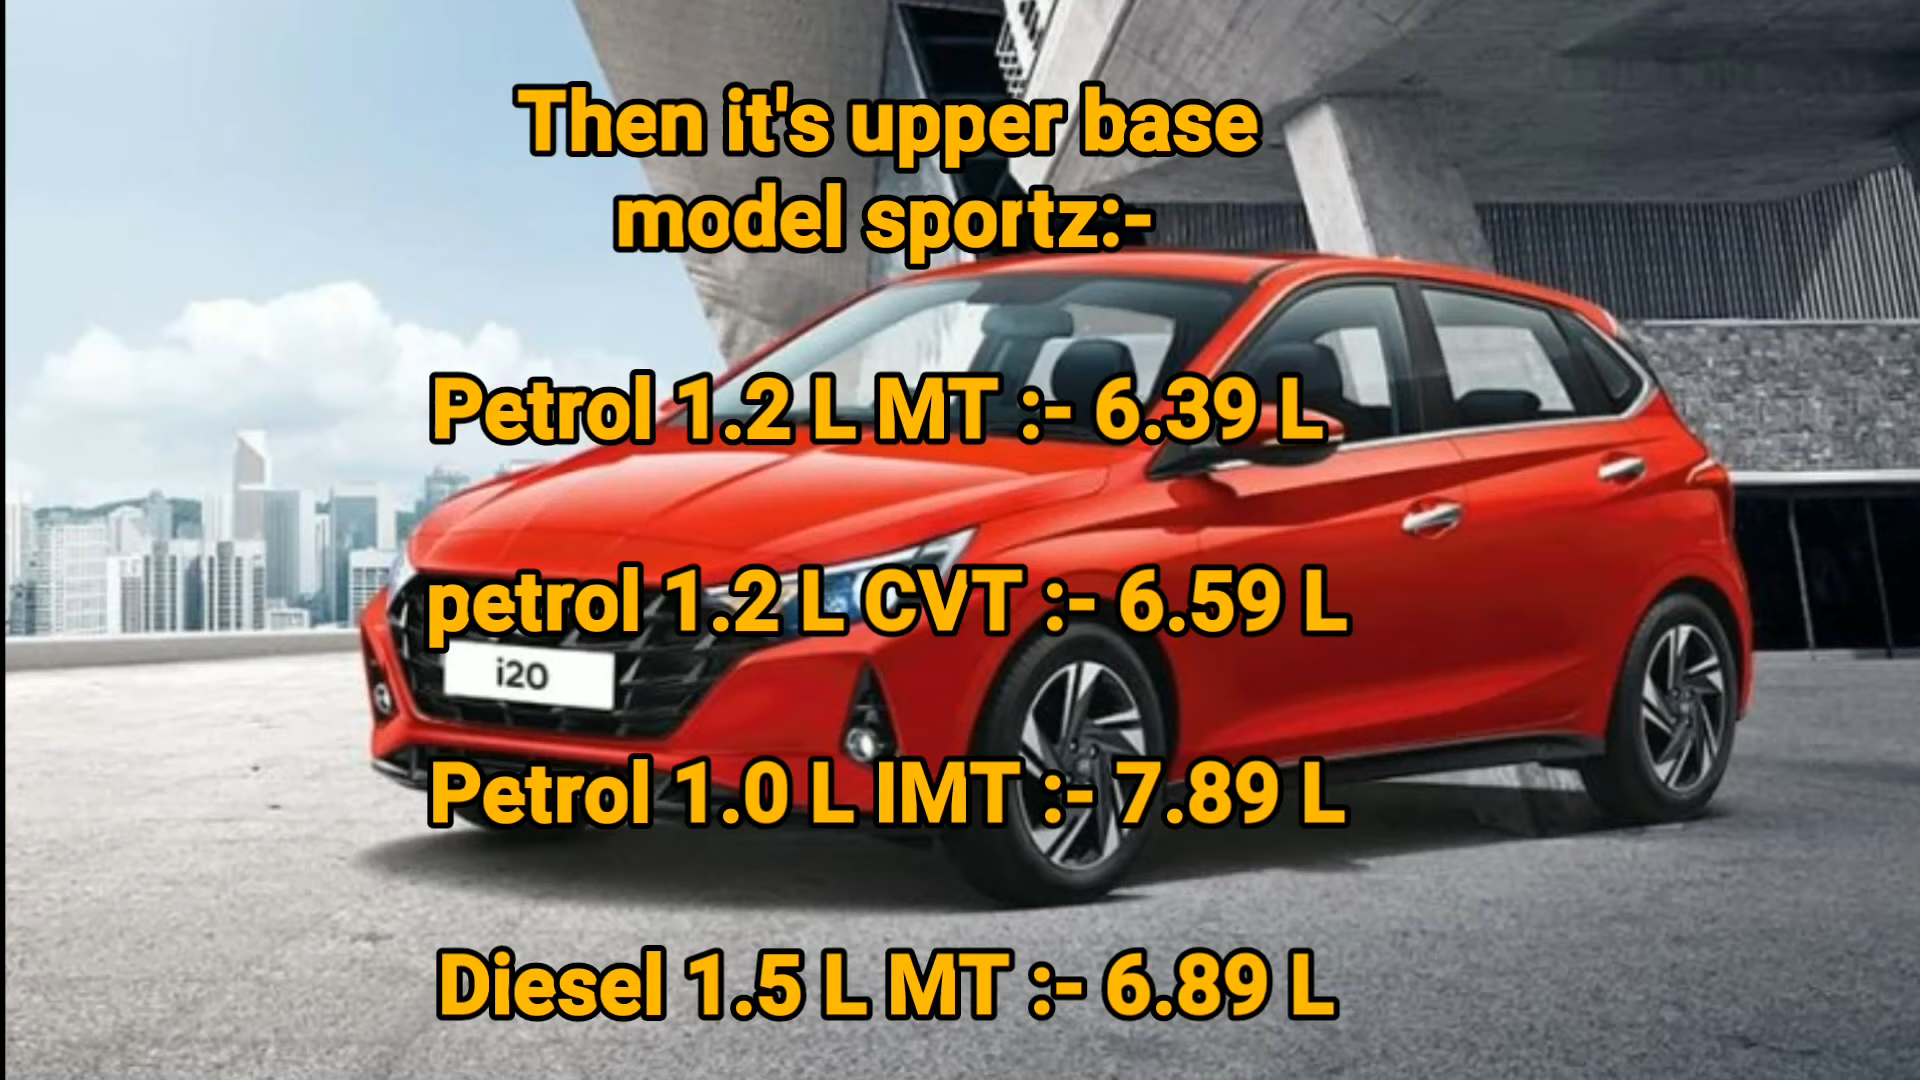 Then it's upper base
model sportz:-
Petrol 1.2 L MT :- 6.39 L
petrol 1.2 L CVT :- 6.59 L
i20
Petrol 1.0 L IMT :- 7.89 L
Diesel 1.5 L MT :- 6.89 L